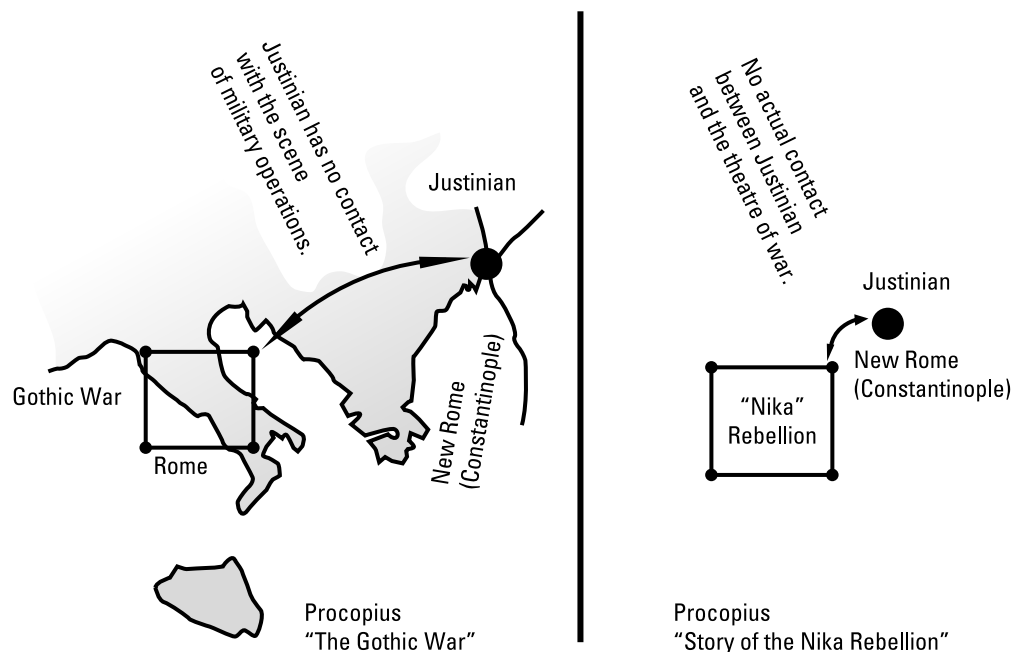 Justinian has no contact
with the scene
of military operations.
Justinian
Gothic War
Rome
New Rome
(Constantinople)
Procopius
“The Gothic War”
No actual contact
between Justinian
and the theatre of war.
Justinian
New Rome
(Constantinople)
“Nika”
Rebellion
Procopius
“Story of the Nika Rebellion”